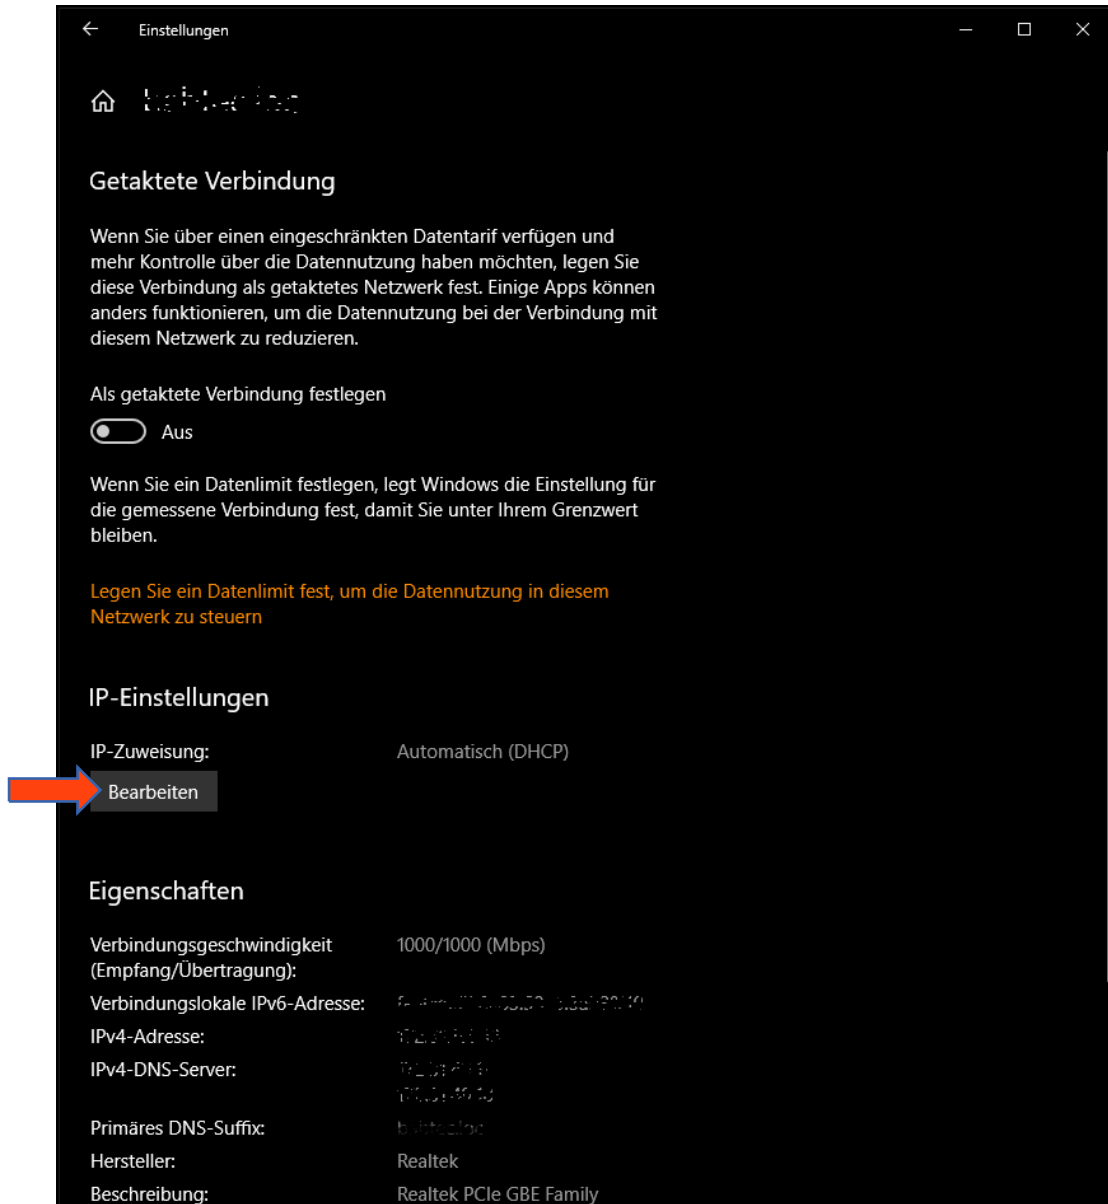 Einstellungen
Getaktete Verbindung
Wenn Sie über einen eingeschränkten Datentarif verfügen und
mehr Kontrolle über die Datennutzung haben möchten, legen Sie
diese Verbindung als getaktetes Netzwerk fest. Einige Apps können
anders funktionieren, um die Datennutzung bei der Verbindung mit
diesem Netzwerk zu reduzieren.
Als getaktete Verbindung festlegen
Aus
Wenn Sie ein Datenlimit festlegen, legt Windows die Einstellung für
die gemessene Verbindung fest, damit Sie unter Ihrem Grenzwert
bleiben.
Legen Sie ein Datenlimit fest, um die Datennutzung in diesem
Netzwerk zu steuern
IP-Einstellungen
IP-Zuweisung: Automatisch (DHCP)
Bearbeiten
Eigenschaften
Verbindungsgeschwindigkeit 1000/1000 (Mbps)
(Empfang/Übertragung):
Verbindungslokale IPv6-Adresse:
IPv4-Adresse:
IPv4-DNS-Server:
Primäres DNS-Suffix:
Hersteller: Realtek
Beschreibung: Realtek PCIe GBE Family